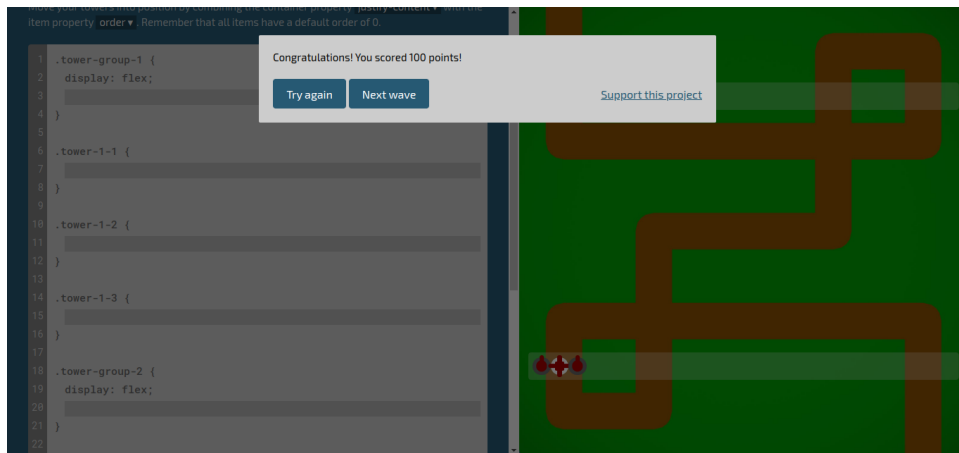 Move your towers into position by combining the container property justify-content ▾ with the
item property order ▾ . Remember that all items have a default order of 0.
Congratulations! You scored 100 points!
Try again
Next wave
Support this project
1 .tower-group-1 {
2 display: flex;
3
4 }
5
6 .tower-1-1 {
7
8 }
9
10 .tower-1-2 {
11
12 }
13
14 .tower-1-3 {
15
16 }
17
18 .tower-group-2 {
19 display: flex;
20
21 }
22